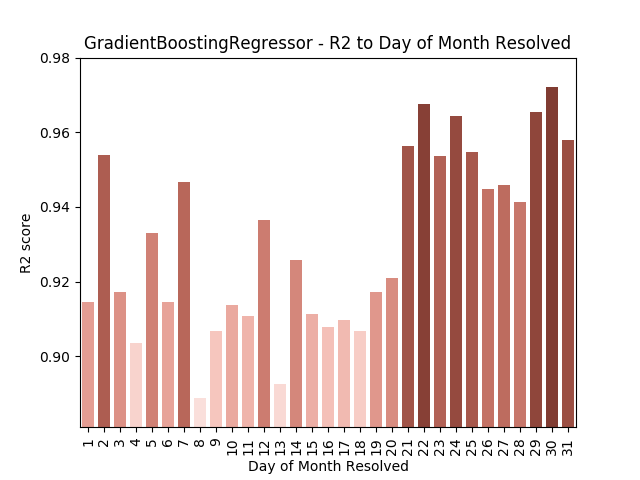 GradientBoostingRegressor - R2 to Day of Month Resolved
0.98
0.96
0.94
0.92
0.90
R2 score
1 2 3 4 5 6 7 8 9 10 11 12 13 14 15 16 17 18 19 20 21 22 23 24 25 26 27 28 29 30 31
Day of Month Resolved